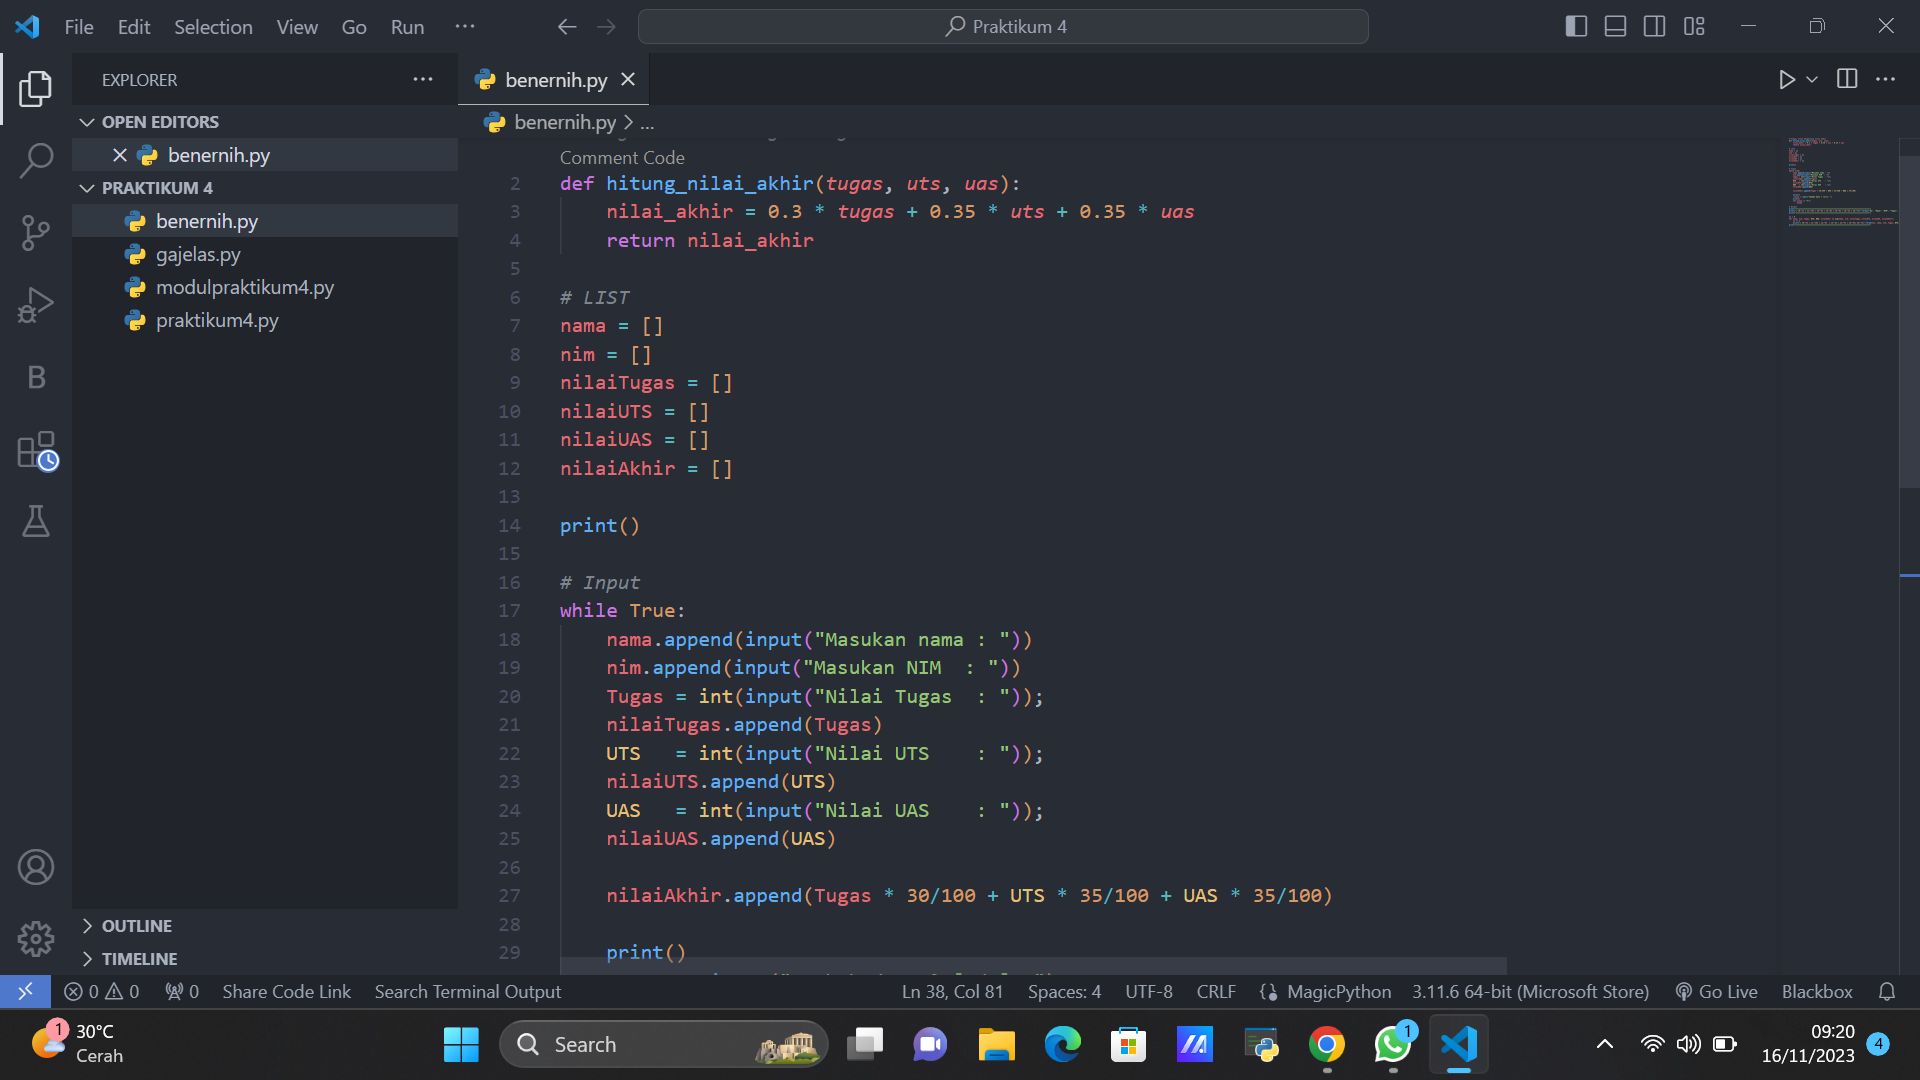 File Edit Selection View Go Run ···
Praktikum 4
EXPLORER
benernih.py
OPEN EDITORS
benernih.py > ...
benernih.py
Comment Code
PRAKTIKUM 4
benernih.py
gajelas.py
modulpraktikum4.py
praktikum4.py
B
2 def hitung_nilai_akhir(tugas, uts, uas):
3 nilai_akhir = 0.3 * tugas + 0.35 * uts + 0.35 * uas
4 return nilai_akhir
5
6 # LIST
7 nama = []
8 nim = []
9 nilaiTugas = []
10 nilaiUTS = []
11 nilaiUAS = []
12 nilaiAkhir = []
13
14 print()
15
16 # Input
17 while True:
18 nama.append(input("Masukan nama : "))
19 nim.append(input("Masukan NIM  : "))
20 Tugas = int(input("Nilai Tugas  : "));
21 nilaiTugas.append(Tugas)
22 UTS   = int(input("Nilai UTS    : "));
23 nilaiUTS.append(UTS)
24 UAS   = int(input("Nilai UAS    : "));
25 nilaiUAS.append(UAS)
26
27 nilaiAkhir.append(Tugas * 30/100 + UTS * 35/100 + UAS * 35/100)
28
29 print()
OUTLINE
TIMELINE
0 0 0 Share Code Link Search Terminal Output Ln 38, Col 81 Spaces: 4 UTF-8 CRLF MagicPython 3.11.6 64-bit (Microsoft Store) Go Live Blackbox
1 30°C
Cerah
Search
1
09:20
16/11/2023
4